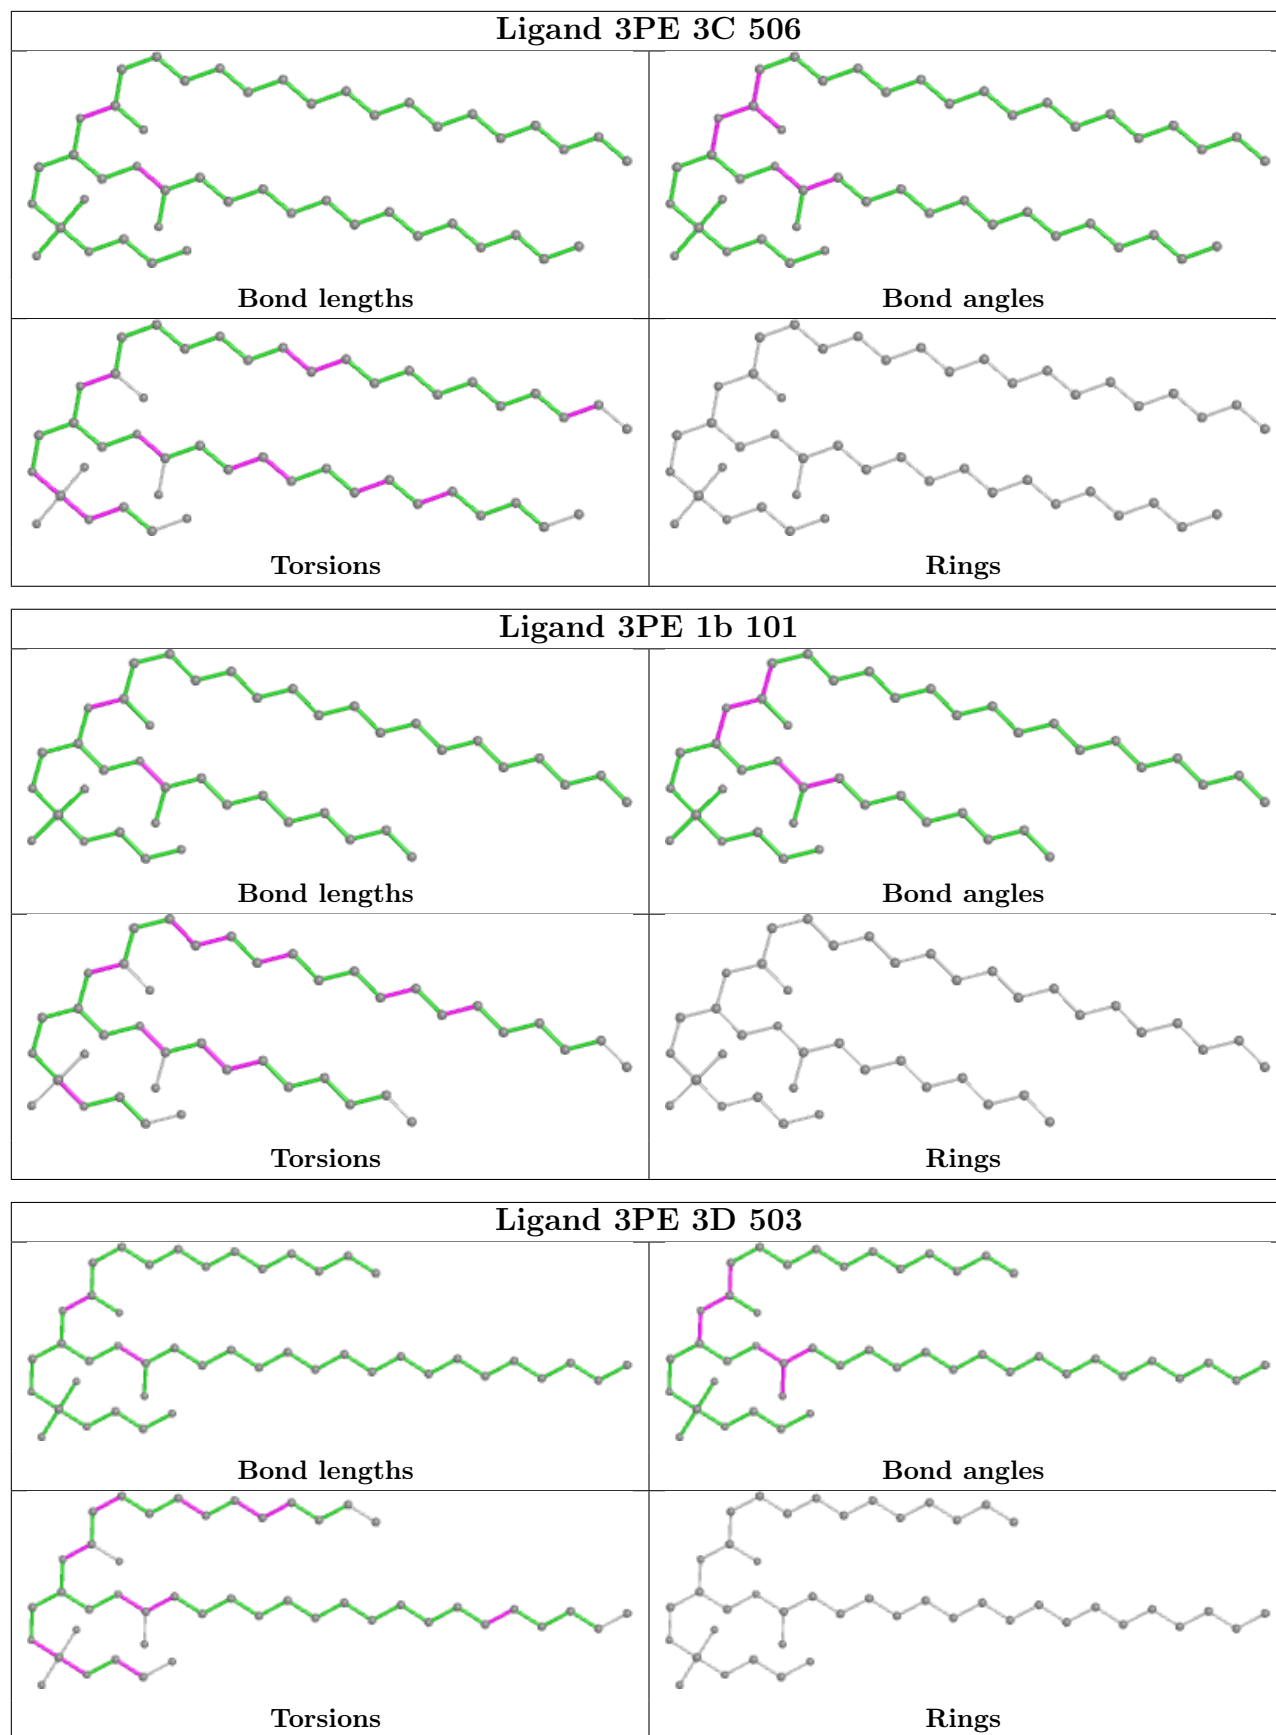 Ligand 3PE 3C 506
Bond lengths
Bond angles
Torsions
Rings
Ligand 3PE 1b 101
Bond lengths
Bond angles
Torsions
Rings
Ligand 3PE 3D 503
Bond lengths
Bond angles
Torsions
Rings